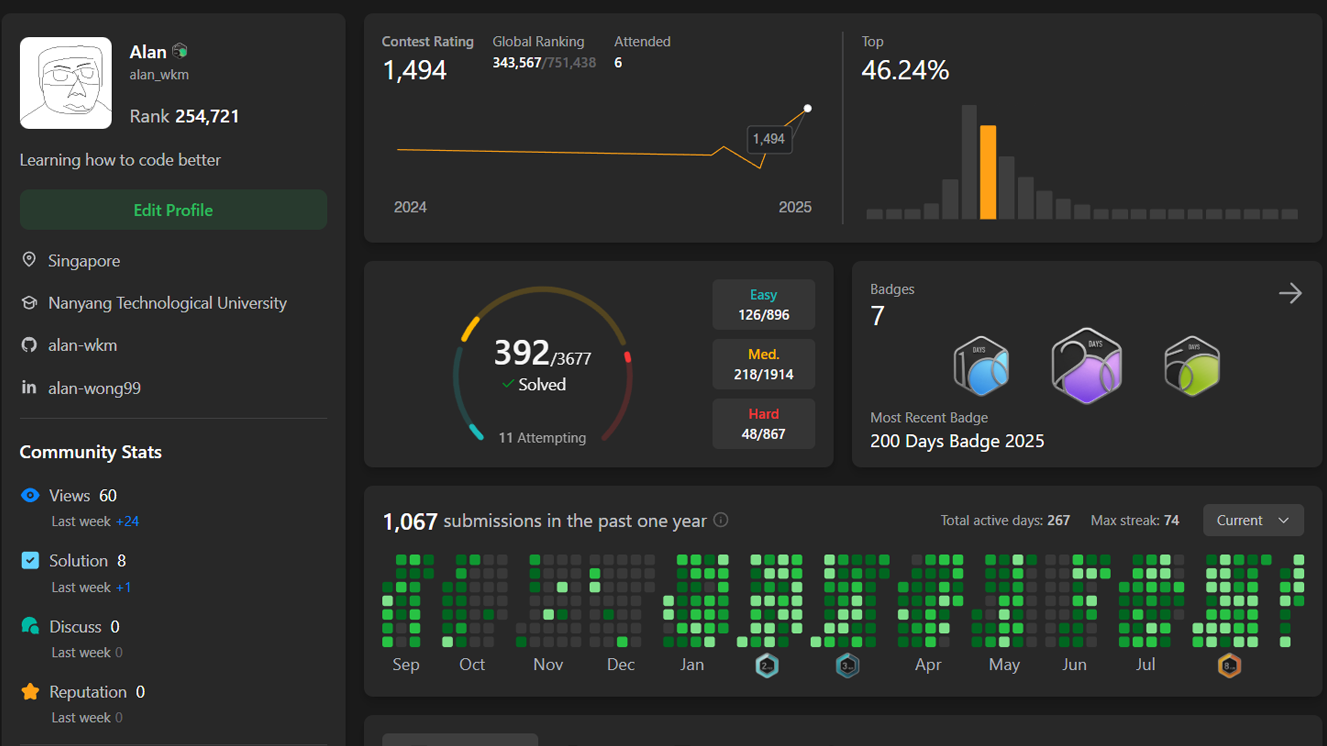 Alan
alan_wkm
Rank 254,721
Learning how to code better
Edit Profile
Singapore
Nanyang Technological University
alan-wkm
alan-wong99
Community Stats
Views 60
Last week +24
Solution 8
Last week +1
Discuss 0
Last week 0
Reputation 0
Last week 0
Contest Rating
1,494
Global Ranking
343,567/751,438
Attended
6
1,494
2024
2025
Top
46.24%
392/3677
Solved
11 Attempting
Easy
126/896
Med.
218/1914
Hard
48/867
Badges
7
DAYS
DAYS
DAYS
Most Recent Badge
200 Days Badge 2025
1,067 submissions in the past one year
Total active days: 267
Max streak: 74
Current
Sep
Oct
Nov
Dec
Jan
Apr
May
Jun
Jul